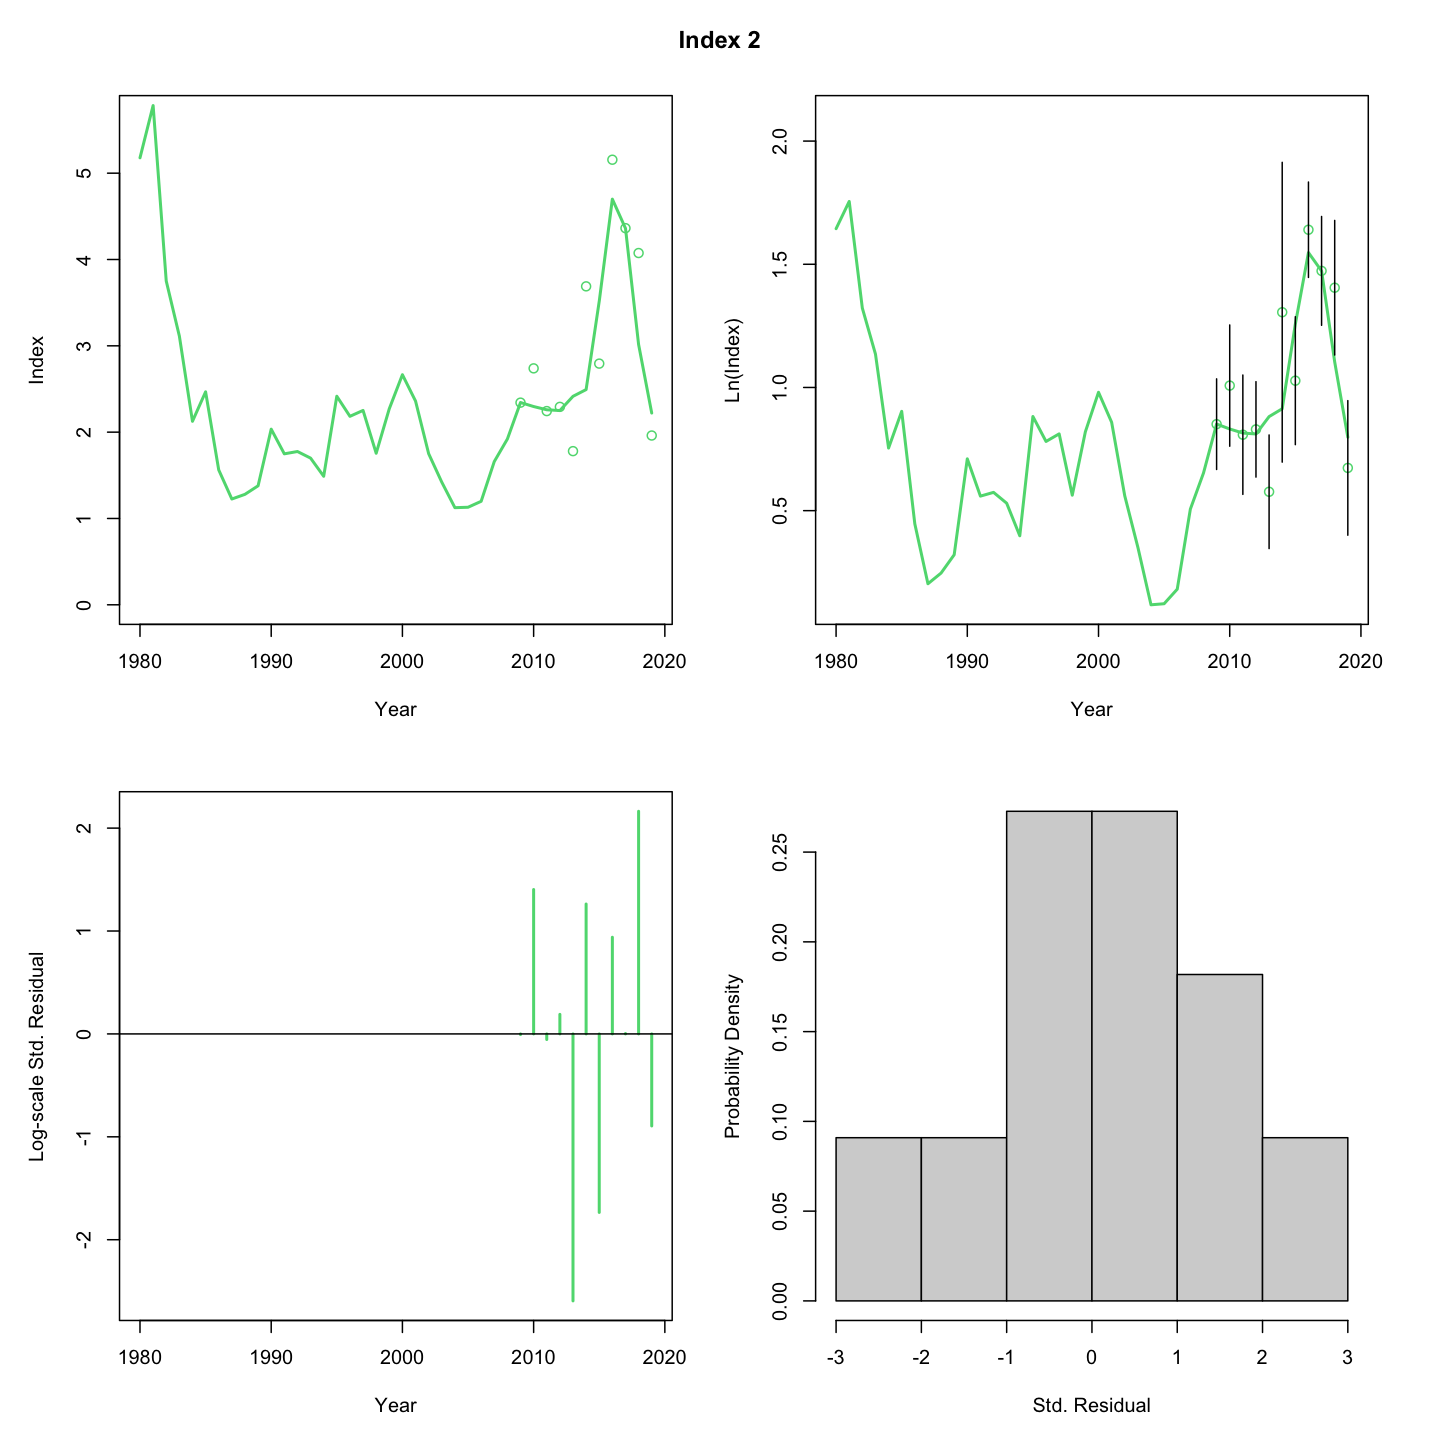 Index 2
Index
5
4
3
2
1
0
1980 1990 2000 2010 2020
Year
Ln(Index)
2.0
1.5
1.0
0.5
1980 1990 2000 2010 2020
Year
Log-scale Std. Residual
2
1
0
-1
-2
1980 1990 2000 2010 2020
Year
Probability Density
0.25
0.20
0.15
0.10
0.05
0.00
-3 -2 -1 0 1 2 3
Std. Residual